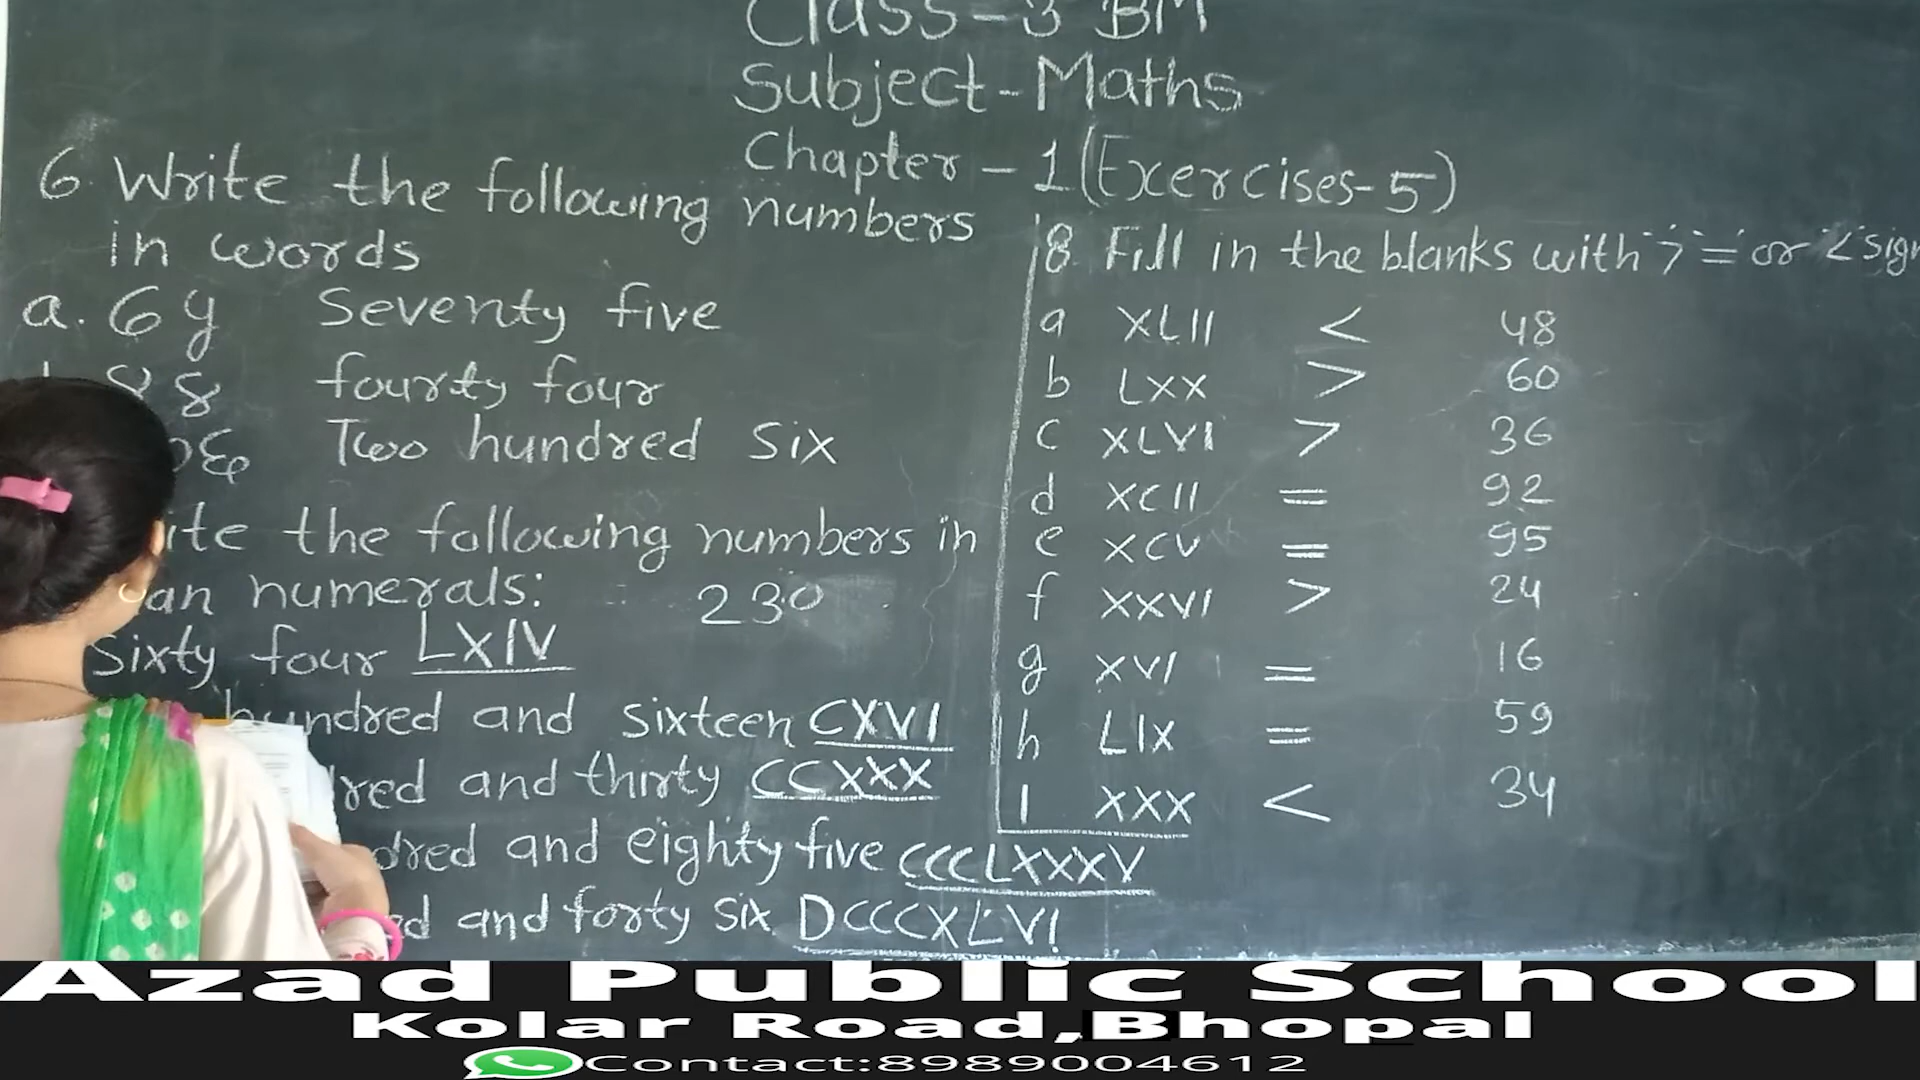 Class-3 BM
Subject-Maths
Chapter - 1 (Exercises-5)
6. Write the following numbers
in words
a. ७५ Seventy five
४४ fourty four
०६ Two hundred Six
ite the following numbers in
an numerals: 230
Sixty four LXIV
hundred and sixteen CXVI
dred and thirty CCXXX
dred and eighty five CCCLXXXV
ed and forty six DCCCXLVI
8. Fill in the blanks with '>' '=' or '<' sign
a XLII < 48
b LXX > 60
c XLVI > 36
d XCII = 92
e XCV = 95
f XXVI > 24
g XVI = 16
h LIX = 59
I XXX < 34
Azad Public School
Kolar Road,Bhopal
Contact:8989004612